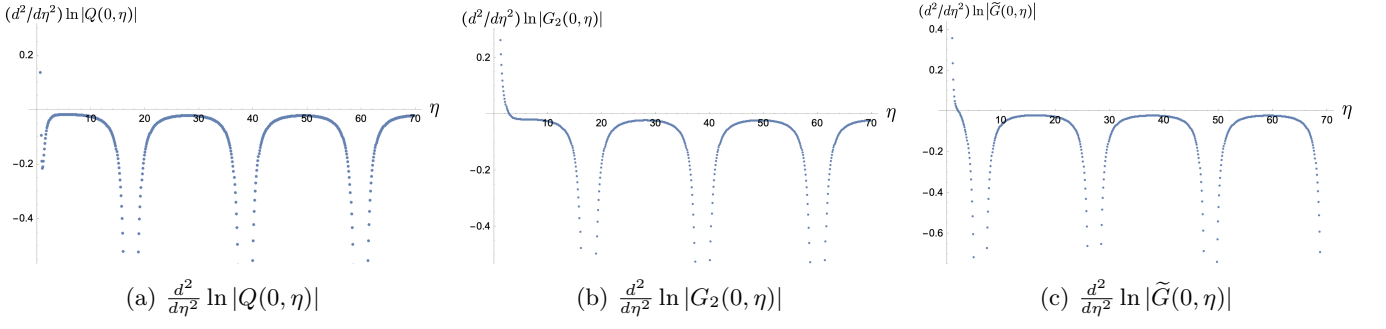 (d²/dη²) ln|Q(0, η)|
0.2
-0.2
-0.4
10 20 30 40 50 60 70 η
(a) d²/dη² ln |Q(0, η)|
(d²/dη²) ln|G₂(0, η)|
0.2
-0.2
-0.4
10 20 30 40 50 60 70 η
(b) d²/dη² ln |G₂(0, η)|
(d²/dη²) ln|G̃(0, η)|
0.4
0.2
-0.2
-0.4
-0.6
10 20 30 40 50 60 70 η
(c) d²/dη² ln |G̃(0, η)|